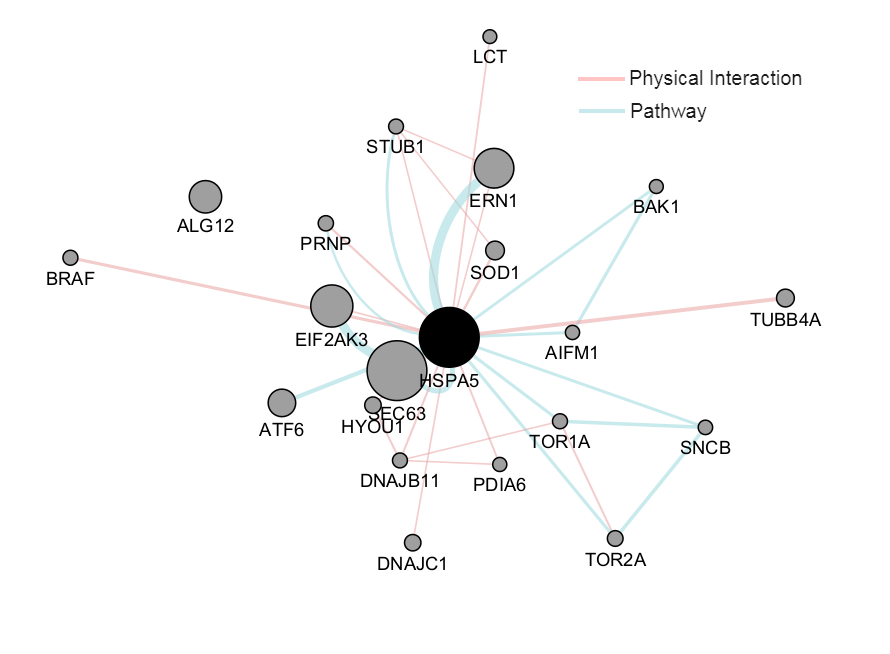 LCT
Physical Interaction
Pathway
STUB1
ERN1
BAK1
ALG12
PRNP
SOD1
BRAF
TUBB4A
EIF2AK3
AIFM1
HSPA5
SEC63
HYOU1
ATF6
TOR1A
SNCB
DNAJB11
PDIA6
DNAJC1
TOR2A